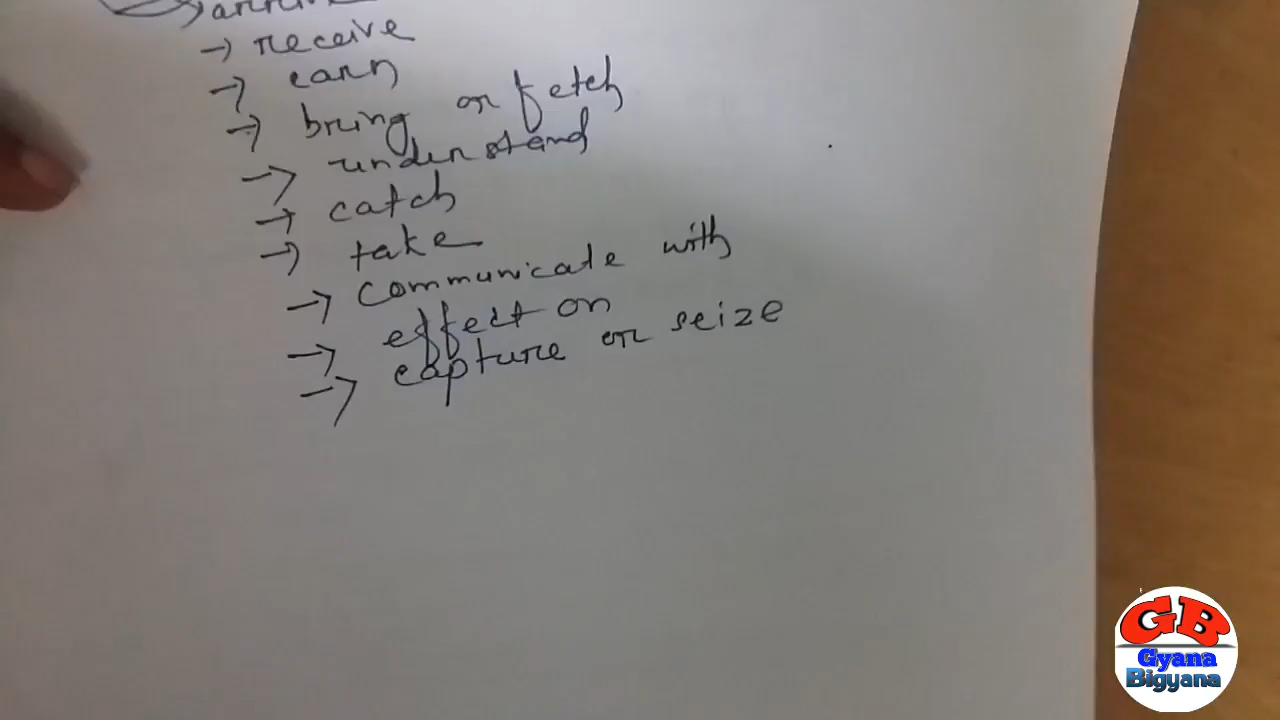 → receive
→ earn
→ bring or fetch
→ understand
→ catch
→ take
→ communicate with
→ effect on
→ capture or seize
GB
Gyana
Bigyana